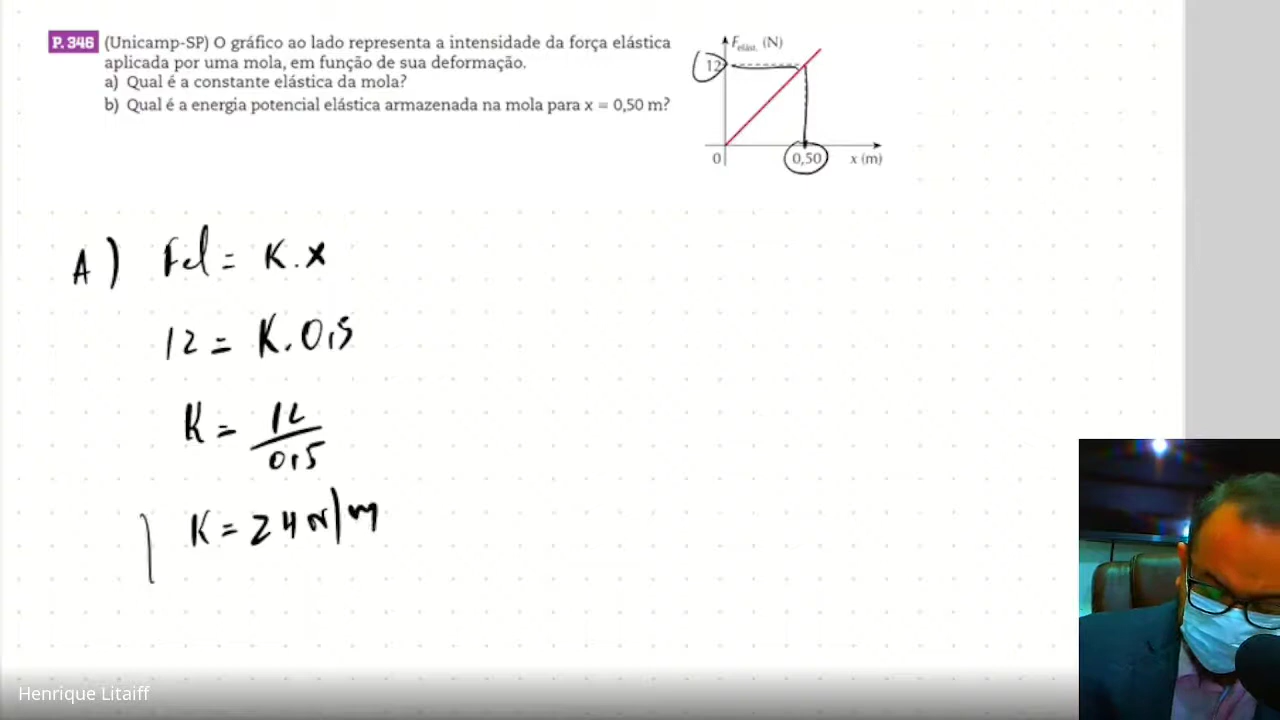 P. 346 (Unicamp-SP) O gráfico ao lado representa a intensidade da força elástica
aplicada por uma mola, em função de sua deformação.
a) Qual é a constante elástica da mola?
b) Qual é a energia potencial elástica armazenada na mola para x = 0,50 m?
Felást. (N)
12
0
0,50
x (m)
A) Fel = K.x
12 = K.0,5
K = 12
0,5
K = 24 N/m
Henrique Litaiff